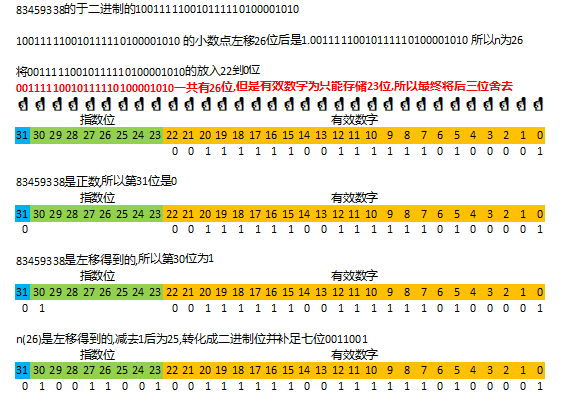 83459338的于二进制的100111110010111110100001010
100111110010111110100001010 的小数点左移26位后是1.00111110010111110100001010 所以n为26
将00111110010111110100001010的放入22到0位
00111110010111110100001010一共有26位,但是有效数字为只能存储23位,所以最终将后三位舍去
指数位 有效数字
31 30 29 28 27 26 25 24 23 22 21 20 19 18 17 16 15 14 13 12 11 10 9 8 7 6 5 4 3 2 1 0
0 0 1 1 1 1 1 1 0 0 1 1 1 1 1 1 0 1 0 0 0 0 1
83459338是正数,所以第31位是0
指数位 有效数字
31 30 29 28 27 26 25 24 23 22 21 20 19 18 17 16 15 14 13 12 11 10 9 8 7 6 5 4 3 2 1 0
0 0 0 1 1 1 1 1 1 0 0 1 1 1 1 1 1 0 1 0 0 0 0 1
83459338是左移得到的,所以第30位为1
指数位 有效数字
31 30 29 28 27 26 25 24 23 22 21 20 19 18 17 16 15 14 13 12 11 10 9 8 7 6 5 4 3 2 1 0
0 1 0 0 1 1 1 1 1 1 0 0 1 1 1 1 1 1 0 1 0 0 0 0 1
n(26)是左移得到的,减去1后为25,转化成二进制位并补足七位0011001
指数位 有效数字
31 30 29 28 27 26 25 24 23 22 21 20 19 18 17 16 15 14 13 12 11 10 9 8 7 6 5 4 3 2 1 0
0 1 0 0 1 1 0 0 1 0 0 1 1 1 1 1 1 0 0 1 1 1 1 1 1 0 1 0 0 0 0 1